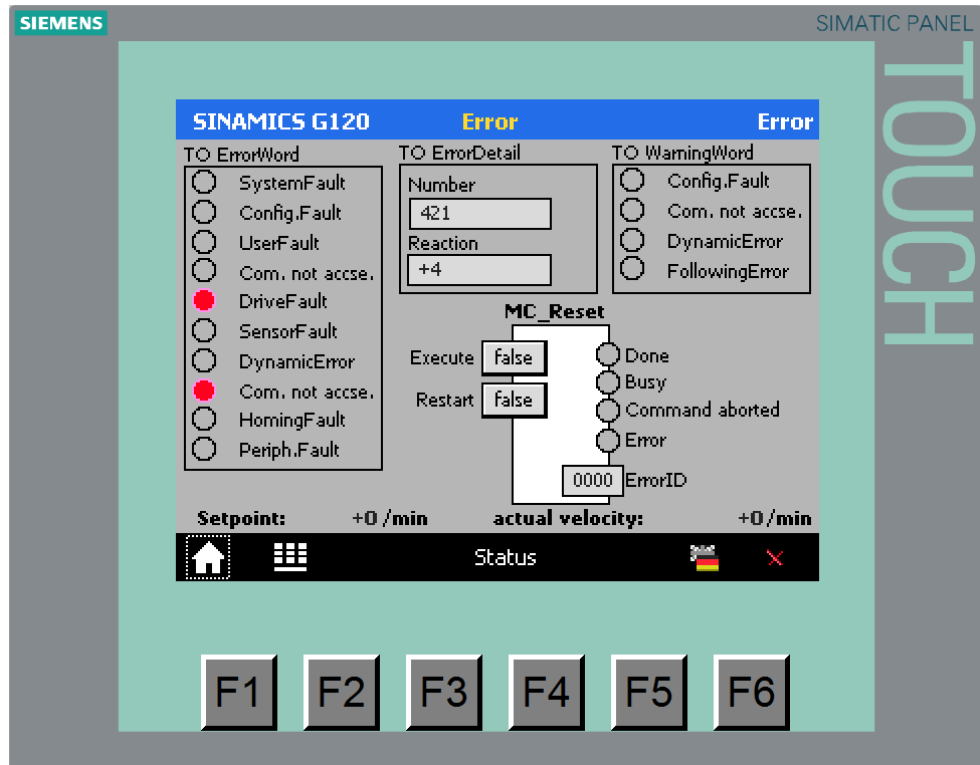 SIEMENS
SIMATIC PANEL
TOUCH
SINAMICS G120 Error Error
TO ErrorWord
SystemFault
Config.Fault
UserFault
Com. not accse.
DriveFault
SensorFault
DynamicError
Com. not accse.
HomingFault
Periph.Fault
TO ErrorDetail
Number
421
Reaction
+4
TO WarningWord
Config.Fault
Com. not accse.
DynamicError
FollowingError
MC_Reset
Execute False
Restart False
Done
Busy
Command aborted
Error
0000 ErrorID
Setpoint: +0/min actual velocity: +0/min
Status
F1 F2 F3 F4 F5 F6